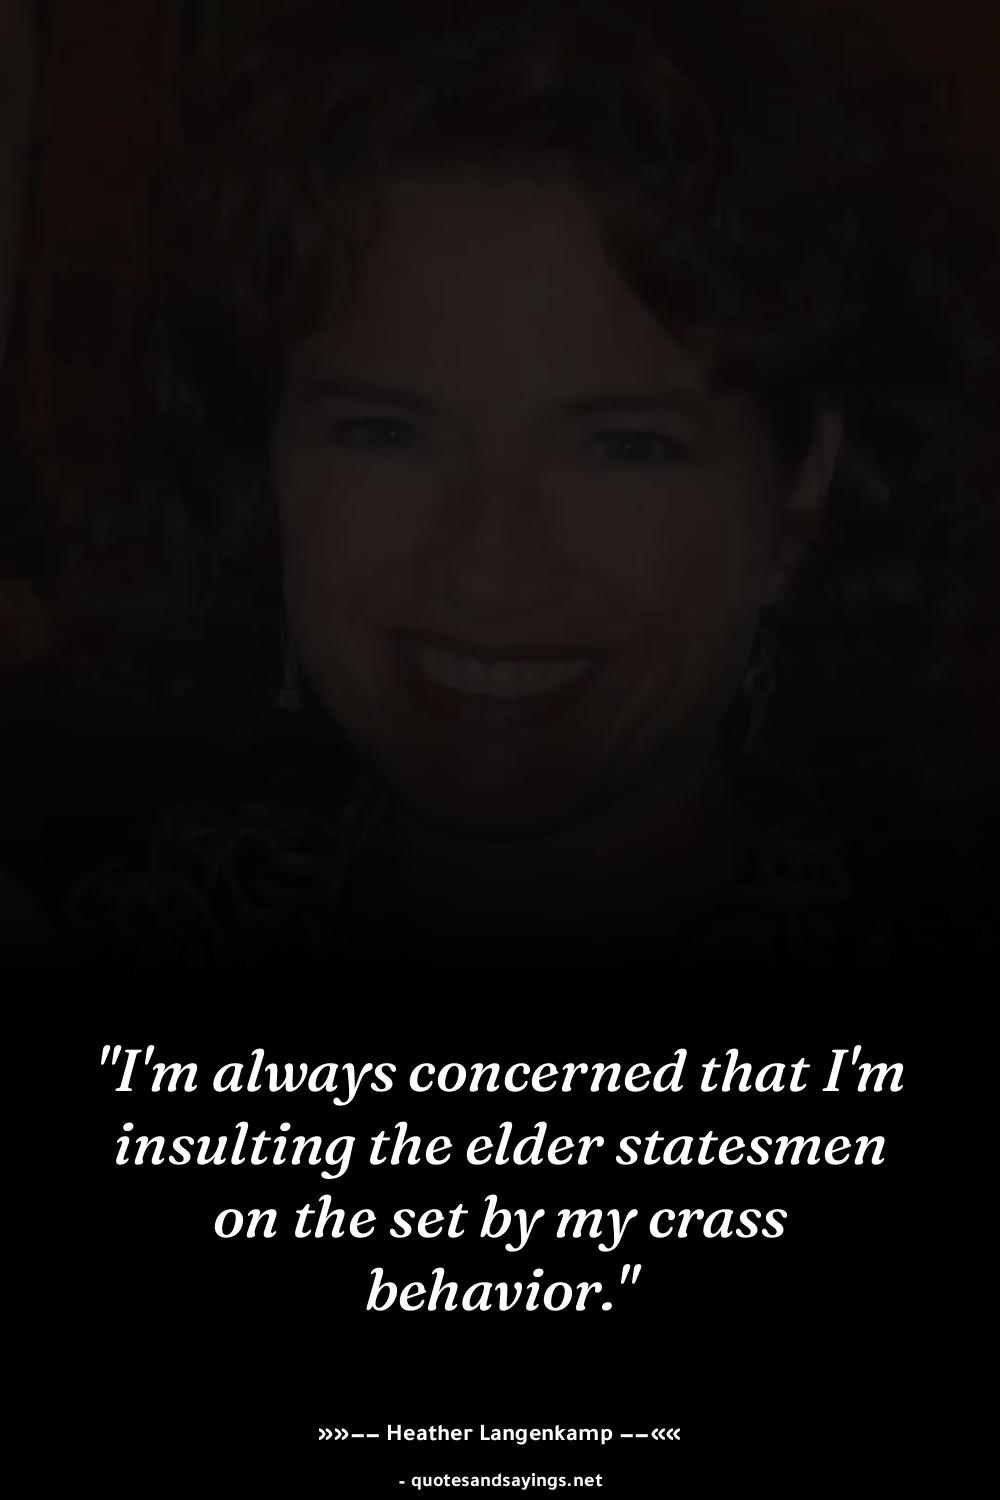 "I'm always concerned that I'm
insulting the elder statesmen
on the set by my crass
behavior."
»»-- Heather Langenkamp --««
- quotesandsayings.net